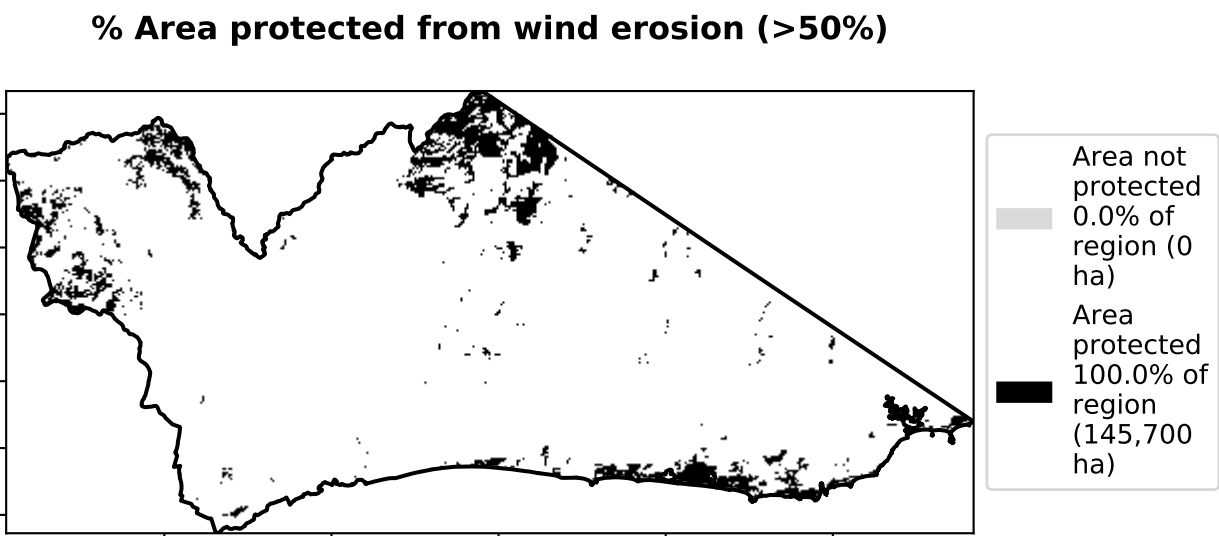 % Area protected from wind erosion (>50%)
Area not
protected
0.0% of
region (0
ha)
Area
protected
100.0% of
region
(145,700
ha)